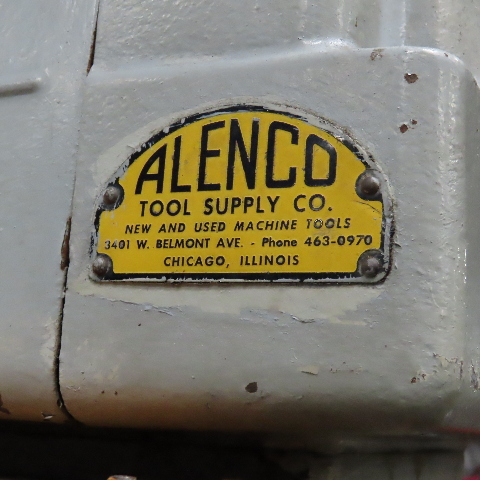 ALENCO
TOOL SUPPLY CO.
NEW AND USED MACHINE TOOLS
3401 W. BELMONT AVE. - Phone 463-0970
CHICAGO, ILLINOIS